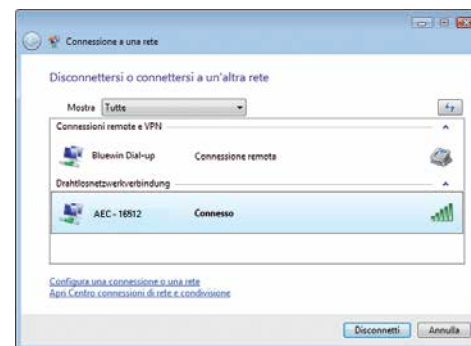 Connessione a una rete
Disconnettersi o connettersi a un'altra rete
Mostra Tutte
Connessioni remote e VPN
Bluewin Dial-up Connessione remota
Drahtlosnetzwerkverbindung
AEC - 16512 Connesso
Configura una connessione o una rete
Apri Centro connessioni di rete e condivisione
Disconnetti Annulla